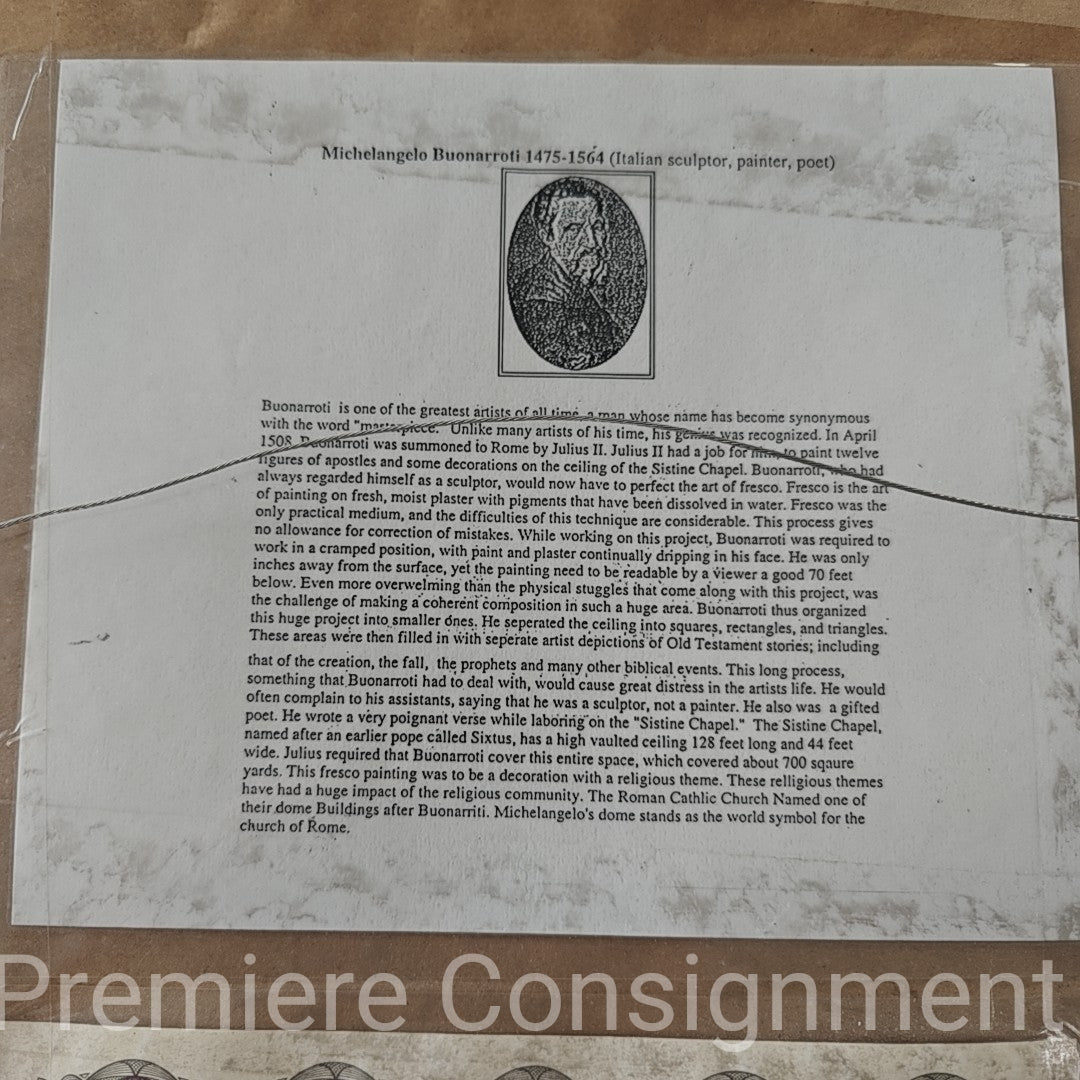 Michelangelo Buonarroti 1475-1564 (Italian sculptor, painter, poet)
Buonarroti is one of the greatest artists of all time, a man whose name has become synonymous
with the word "masterpiece." Unlike many artists of his time, his genius was recognized. In April
1508, Buonarroti was summoned to Rome by Julius II. Julius II had a job for him, to paint twelve
figures of apostles and some decorations on the ceiling of the Sistine Chapel. Buonarroti, who had
always regarded himself as a sculptor, would now have to perfect the art of fresco. Fresco is the art
of painting on fresh, moist plaster with pigments that have been dissolved in water. Fresco was the
only practical medium, and the difficulties of this technique are considerable. This process gives
no allowance for correction of mistakes. While working on this project, Buonarroti was required to
work in a cramped position, with paint and plaster continually dripping in his face. He was only
inches away from the surface, yet the painting need to be readable by a viewer a good 70 feet
below. Even more overwelming than the physical stuggles that come along with this project, was
the challenge of making a coherent composition in such a huge area. Buonarroti thus organized
this huge project into smaller ones. He seperated the ceiling into squares, rectangles, and triangles.
These areas were then filled in with seperate artist depictions of Old Testament stories; including
that of the creation, the fall, the prophets and many other biblical events. This long process,
something that Buonarroti had to deal with, would cause great distress in the artists life. He would
often complain to his assistants, saying that he was a sculptor, not a painter. He also was a gifted
poet. He wrote a very poignant verse while laboring on the "Sistine Chapel." The Sistine Chapel,
named after an earlier pope called Sixtus, has a high vaulted ceiling 128 feet long and 44 feet
wide. Julius required that Buonarroti cover this entire space, which covered about 700 sqaure
yards. This fresco painting was to be a decoration with a religious theme. These relligious themes
have had a huge impact of the religious community. The Roman Cathlic Church Named one of
their dome Buildings after Buonarriti. Michelangelo's dome stands as the world symbol for the
church of Rome.
Premiere Consignment